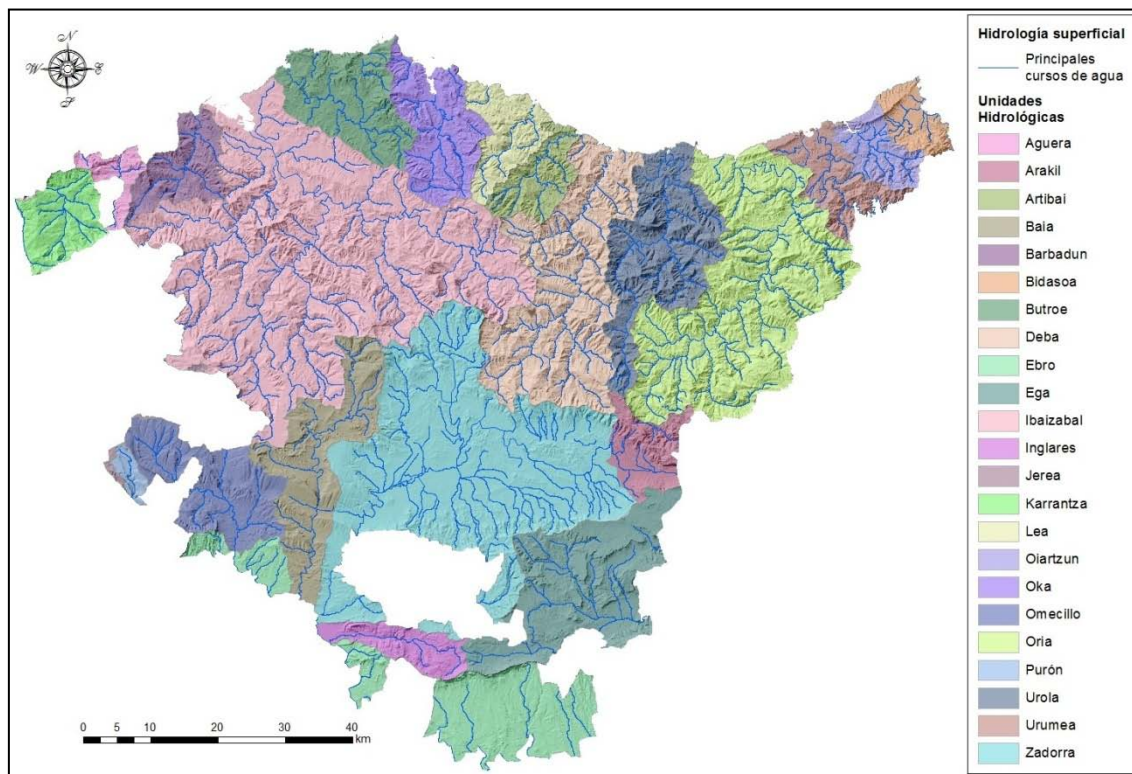 N
W E
S
Hidrología superficial
Principales
cursos de agua
Unidades
Hidrológicas
Aguera
Arakil
Artibai
Baia
Barbadun
Bidasoa
Butroe
Deba
Ebro
Ega
Ibaizabal
Inglares
Jerea
Karrantza
Lea
Oiartzun
Oka
Omecillo
Oria
Purón
Urola
Urumea
Zadorra
0 5 10 20 30 40
km